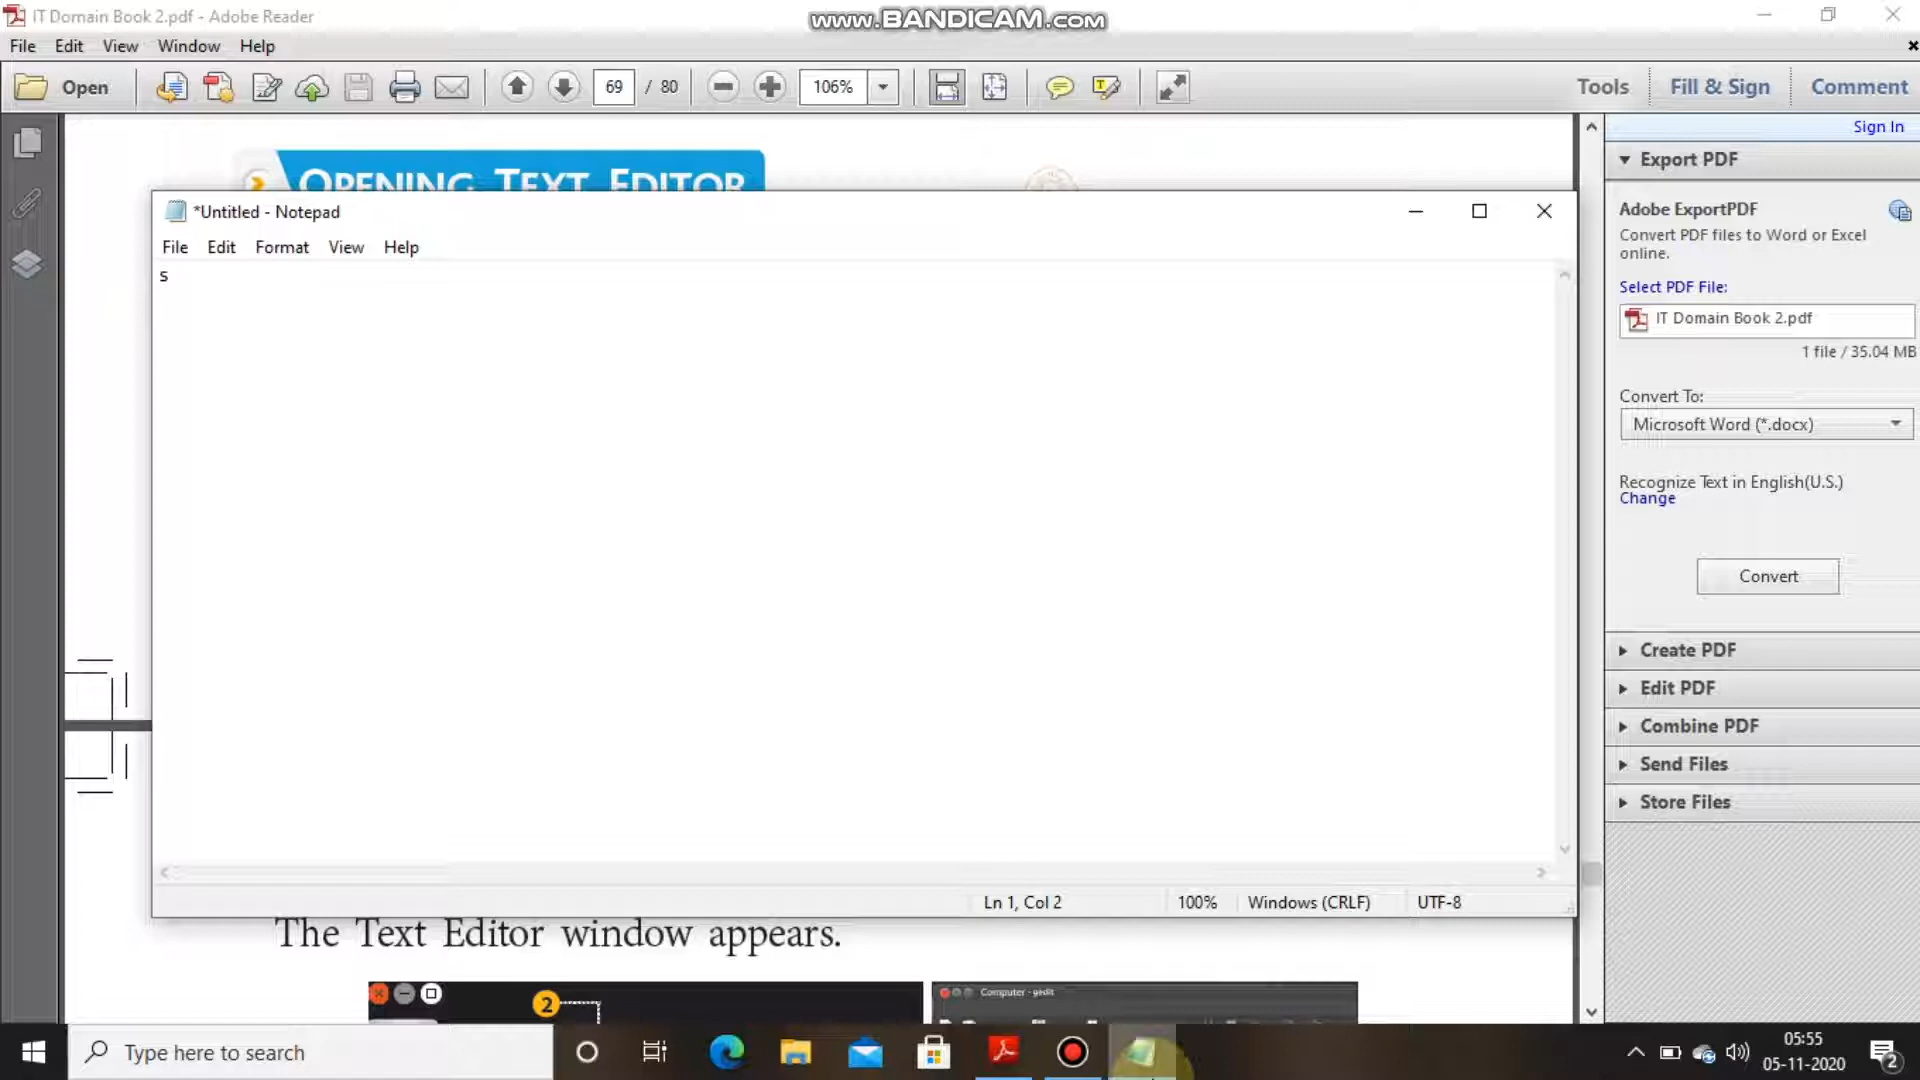 IT Domain Book 2.pdf - Adobe Reader
www.BANDICAM.com
File Edit View Window Help
Open 69 / 80 106% Tools Fill & Sign Comment
Sign In
Export PDF
Adobe ExportPDF
Convert PDF files to Word or Excel
online.
Select PDF File:
IT Domain Book 2.pdf
1 file / 35.04 MB
Convert To:
Microsoft Word (*.docx)
Recognize Text in English(U.S.)
Change
Convert
Create PDF
Edit PDF
Combine PDF
Send Files
Store Files
OPENING TEXT EDITOR
*Untitled - Notepad
File Edit Format View Help
s
Ln 1, Col 2 100% Windows (CRLF) UTF-8
The Text Editor window appears.
2
Computer - gedit
Type here to search
05:55
05-11-2020
2